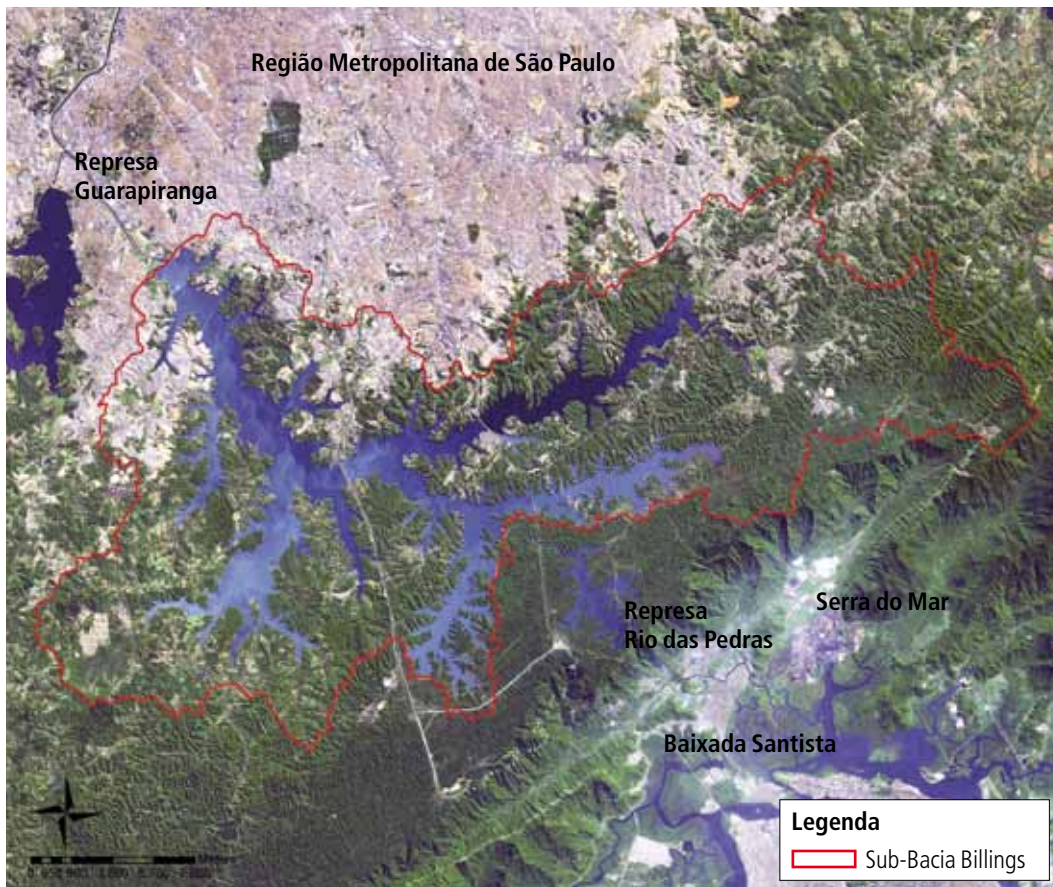 Região Metropolitana de São Paulo
Represa
Guarapiranga
Represa
Rio das Pedras
Serra do Mar
Baixada Santista
Legenda
Sub-Bacia Billings